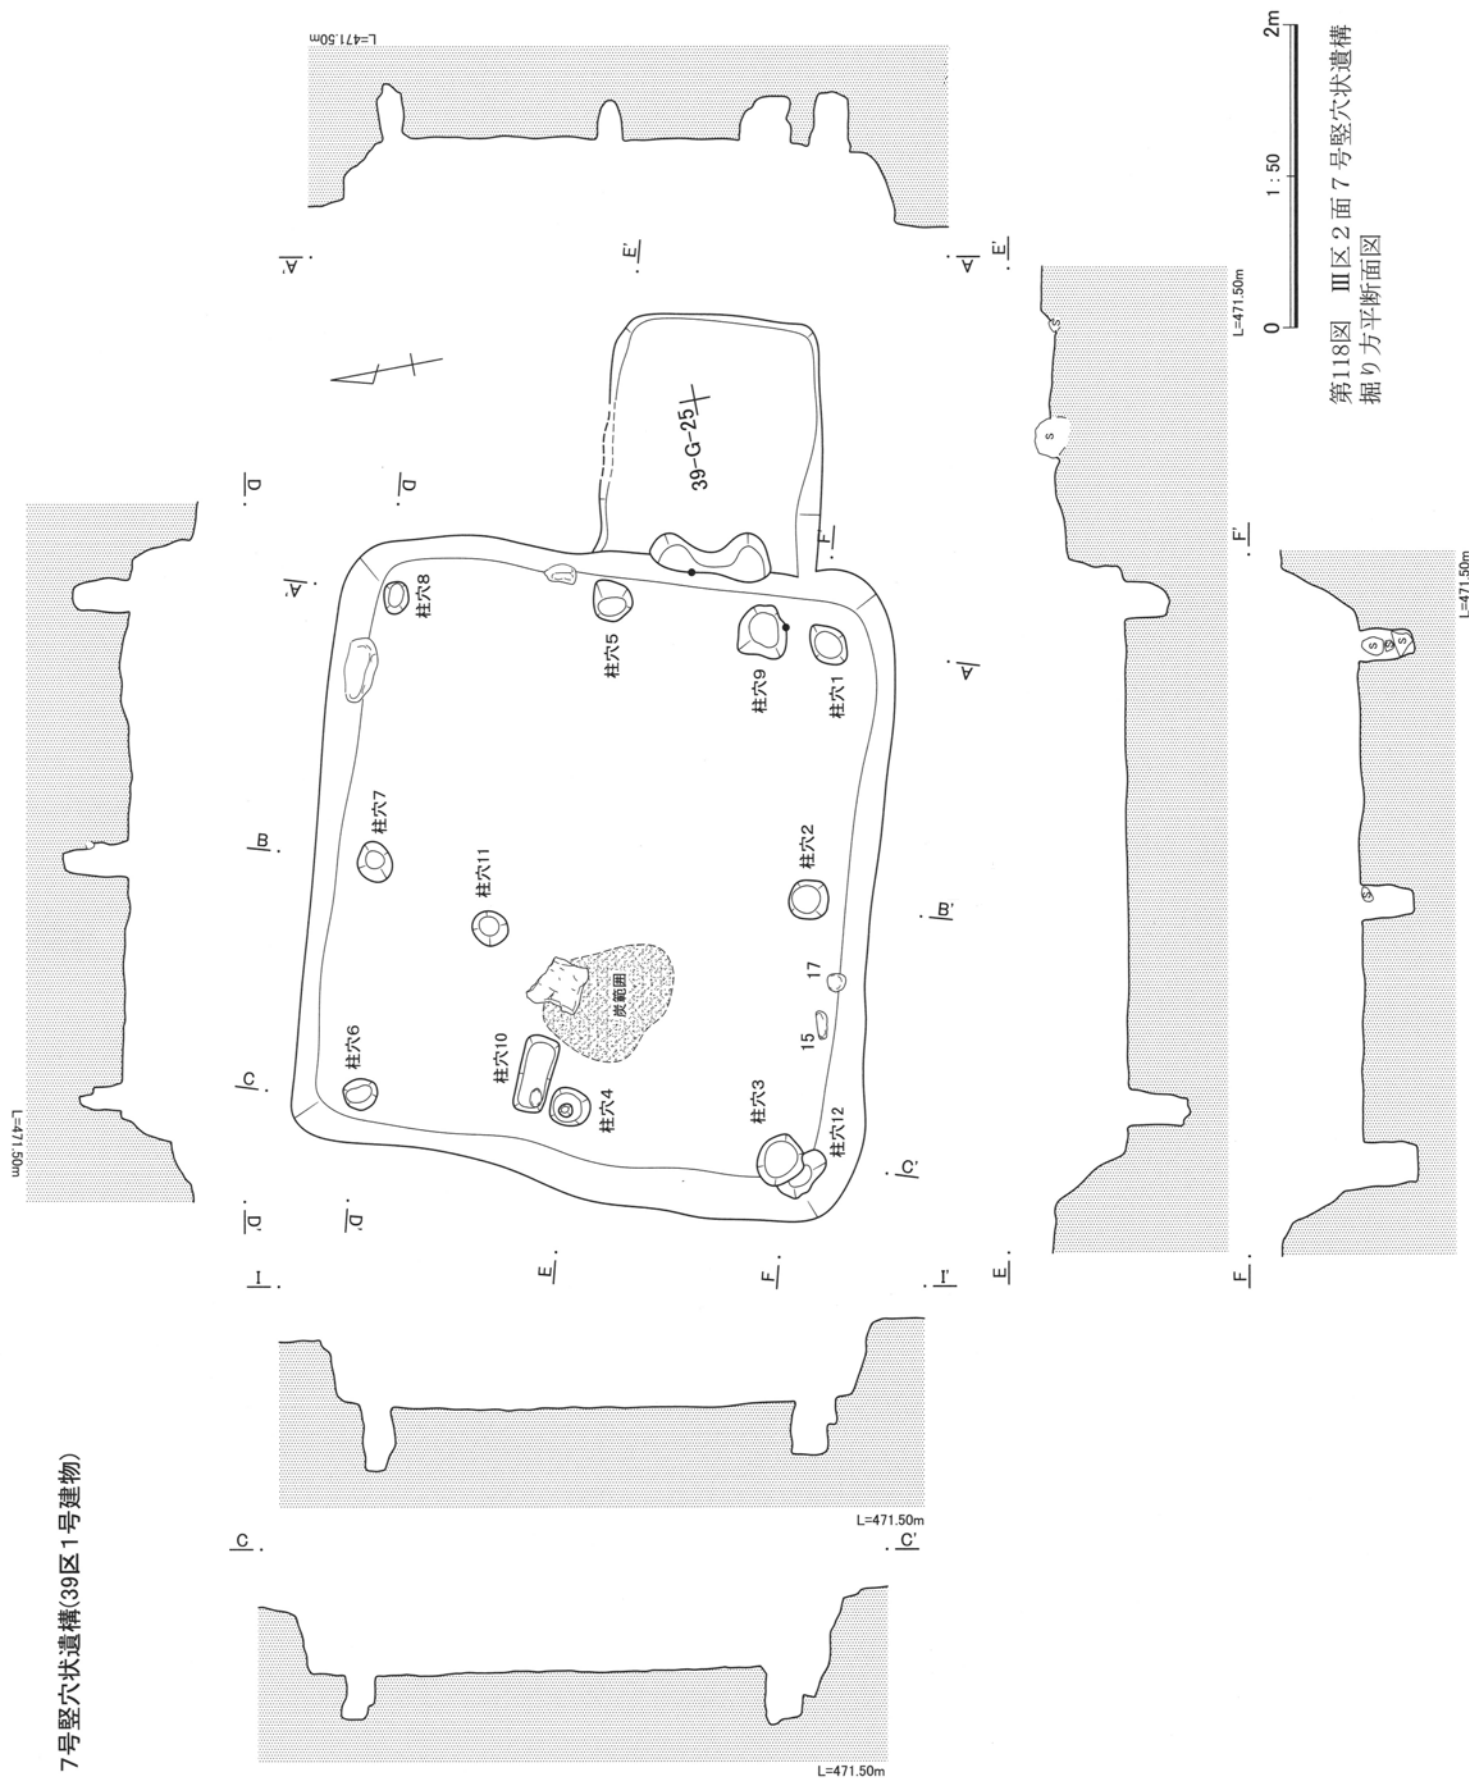 7号竪穴状遺構(39区1号建物)
L=471.50m
A'
E'
A
E'
D
D
A'
39-G-25
F'
柱穴8
柱穴5
柱穴9
柱穴1
A
B
柱穴7
柱穴11
柱穴2
B'
17
15
炭範囲
柱穴6
柱穴10
柱穴4
柱穴3
柱穴12
C
C'
D'
D'
I
E
F
I'
E
F
L=471.50m
L=471.50m
S
S
F'
L=471.50m
S
S
S
S
L=471.50m
C
C'
L=471.50m
0
1:50
2m
第118図 Ⅲ区2面7号竪穴状遺構
掘り方平断面図